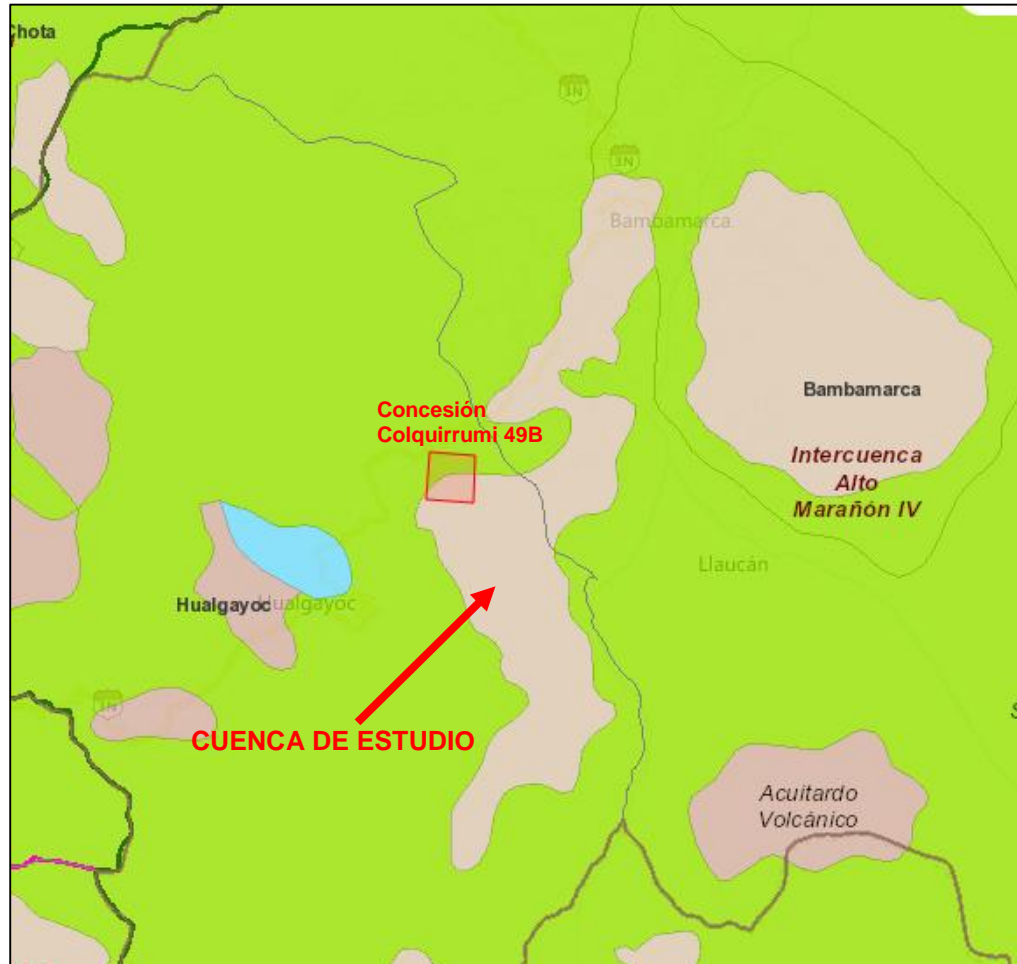 Chota
3N
3N
Bambamarca
Bambamarca
Concesión
Colquirrumi 49B
Intercuenca
Alto
Marañón IV
Llaucán
Hualgayoc
Hualgayoc
3N
CUENCA DE ESTUDIO
S
Acuitardo
Volcánico